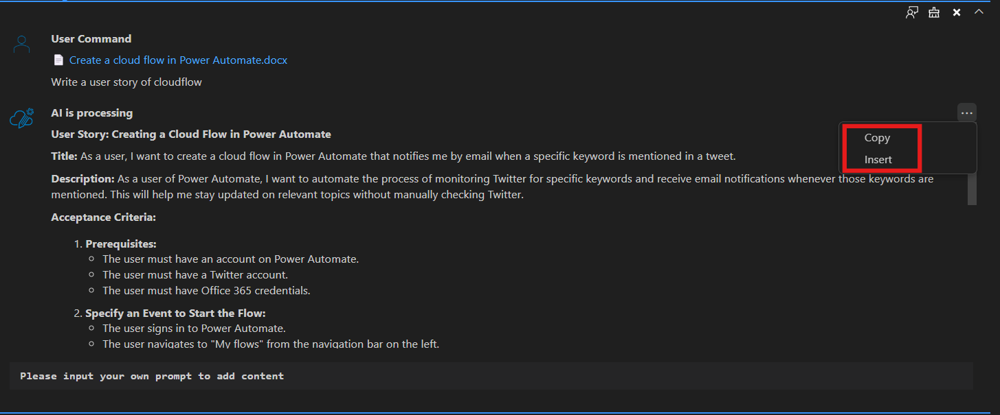 User Command
Create a cloud flow in Power Automate.docx
Write a user story of cloudflow
AI is processing
...
Copy
Insert
User Story: Creating a Cloud Flow in Power Automate
Title: As a user, I want to create a cloud flow in Power Automate that notifies me by email when a specific keyword is mentioned in a tweet.
Description: As a user of Power Automate, I want to automate the process of monitoring Twitter for specific keywords and receive email notifications whenever those keywords are
mentioned. This will help me stay updated on relevant topics without manually checking Twitter.
Acceptance Criteria:
1. Prerequisites:
The user must have an account on Power Automate.
The user must have a Twitter account.
The user must have Office 365 credentials.
2. Specify an Event to Start the Flow:
The user signs in to Power Automate.
The user navigates to "My flows" from the navigation bar on the left.
Please input your own prompt to add content